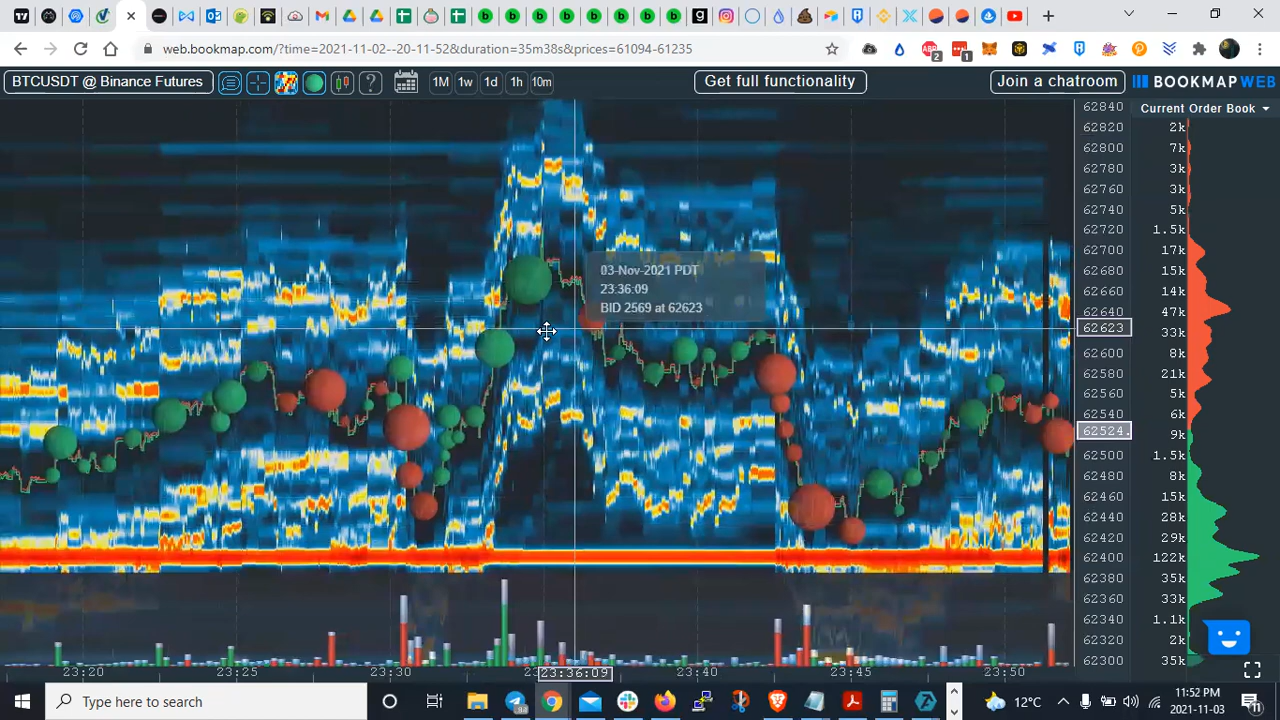 web.bookmap.com/?time=2021-11-02--20-11-52&duration=35m38s&prices=61094-61235
2
1
BTCUSDT @ Binance Futures
?
1M 1w 1d 1h 10m
Get full functionality
Join a chatroom
BOOKMAP WEB
Current Order Book
62840
62820 2k
62800 7k
62780 3k
62760 3k
62740 5k
62720 1.5k
62700 17k
62680 15k
62660 14k
62640 47k
62623 33k
62600 8k
62580 21k
62560 5k
62540 6k
62524. 9k
62500 1.5k
62480 8k
62460 15k
62440 28k
62420 29k
62400 122k
62380 35k
62360 33k
62340 1.1k
62320 2k
62300 35k
03-Nov-2021 PDT
23:36:09
BID 2569 at 62623
23:20 23:25 23:30 23:36:09 23:40 23:45 23:50
Type here to search
12°C
11:52 PM
2021-11-03